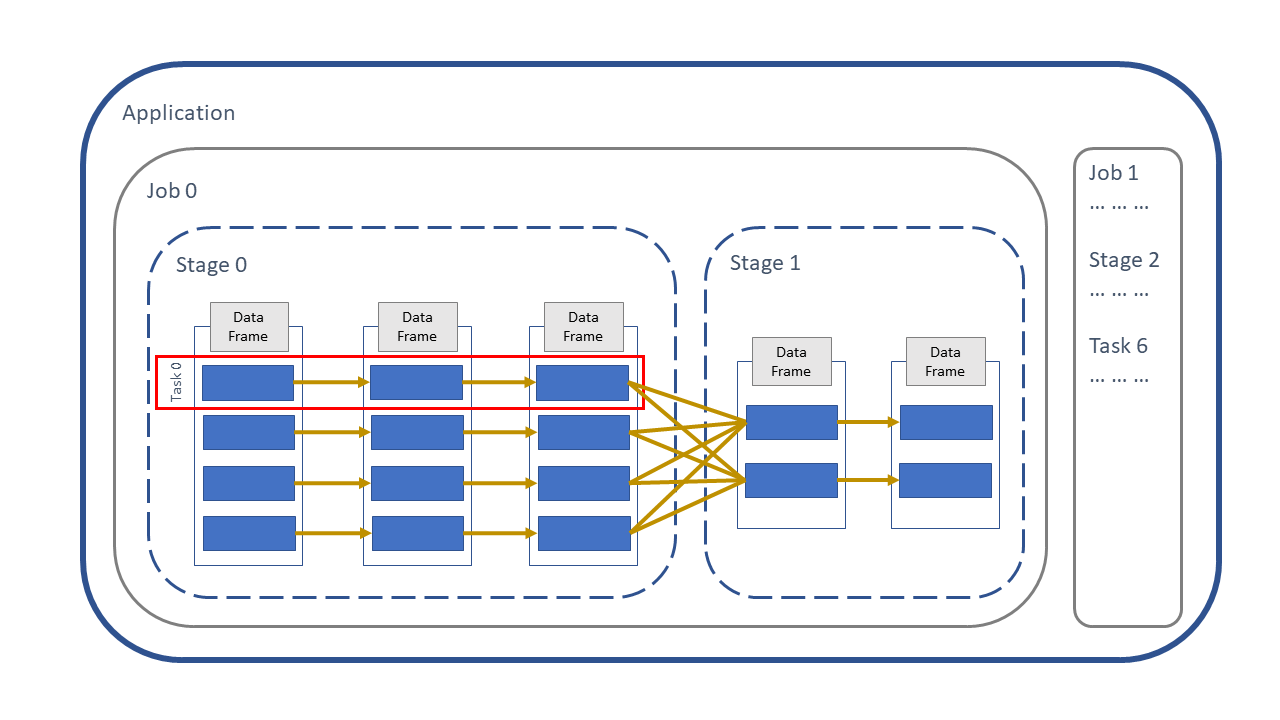 Application
Job 0
Stage 0
Data
Frame
Data
Frame
Data
Frame
Task 0
Stage 1
Data
Frame
Data
Frame
Job 1
... ... ...
Stage 2
... ... ...
Task 6
... ... ...